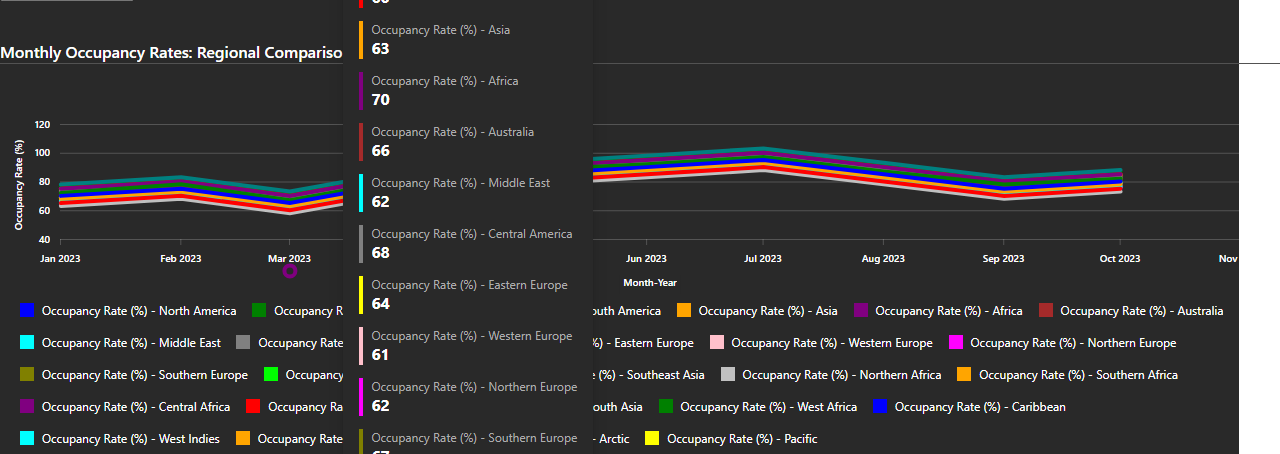 Monthly Occupancy Rates: Regional Compariso
Occupancy Rate (%) - Asia
63
Occupancy Rate (%) - Africa
70
Occupancy Rate (%) - Australia
66
Occupancy Rate (%) - Middle East
62
Occupancy Rate (%) - Central America
68
Occupancy Rate (%) - Eastern Europe
64
Occupancy Rate (%) - Western Europe
61
Occupancy Rate (%) - Northern Europe
62
Occupancy Rate (%) - Southern Europe
Occupancy Rate (%)
120
100
80
60
40
Jan 2023 Feb 2023 Mar 2023 Jun 2023 Jul 2023 Aug 2023 Sep 2023 Oct 2023 Nov
Month-Year
Occupancy Rate (%) - North America Occupancy R outh America Occupancy Rate (%) - Asia Occupancy Rate (%) - Africa Occupancy Rate (%) - Australia
Occupancy Rate (%) - Middle East Occupancy Rate %) - Eastern Europe Occupancy Rate (%) - Western Europe Occupancy Rate (%) - Northern Europe
Occupancy Rate (%) - Southern Europe Occupancy e (%) - Southeast Asia Occupancy Rate (%) - Northern Africa Occupancy Rate (%) - Southern Africa
Occupancy Rate (%) - Central Africa Occupancy Ra outh Asia Occupancy Rate (%) - West Africa Occupancy Rate (%) - Caribbean
Occupancy Rate (%) - West Indies Occupancy Rate - Arctic Occupancy Rate (%) - Pacific